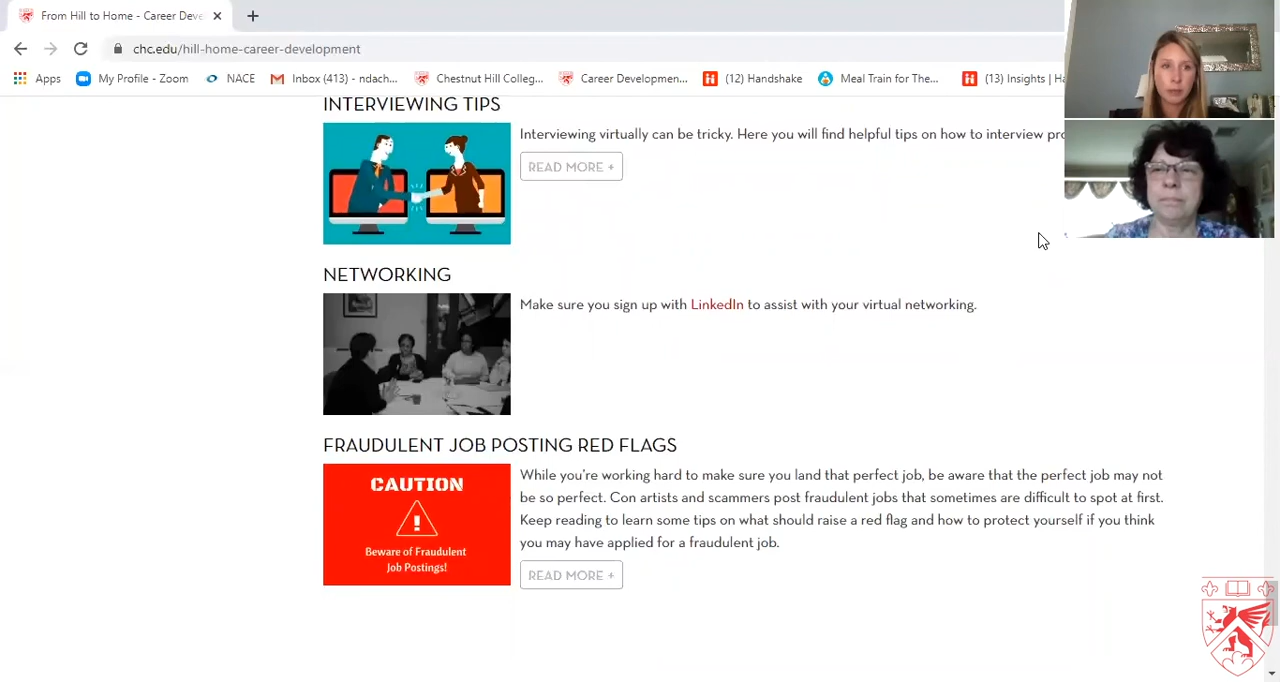 From Hill to Home - Career Deve
chc.edu/hill-home-career-development
Apps
My Profile - Zoom
NACE
Inbox (413) - ndach...
Chestnut Hill Colleg...
Career Developmen...
(12) Handshake
Meal Train for The...
(13) Insights | Ha
INTERVIEWING TIPS
Interviewing virtually can be tricky. Here you will find helpful tips on how to interview pro
READ MORE +
NETWORKING
Make sure you sign up with LinkedIn to assist with your virtual networking.
FRAUDULENT JOB POSTING RED FLAGS
CAUTION
!
Beware of Fraudulent
Job Postings!
While you're working hard to make sure you land that perfect job, be aware that the perfect job may not
be so perfect. Con artists and scammers post fraudulent jobs that sometimes are difficult to spot at first.
Keep reading to learn some tips on what should raise a red flag and how to protect yourself if you think
you may have applied for a fraudulent job.
READ MORE +